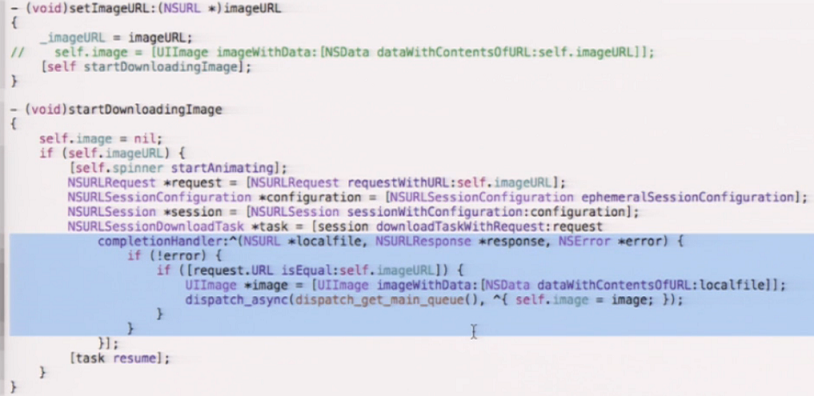 - (void)setImageURL:(NSURL *)imageURL
{
    _imageURL = imageURL;
//    self.image = [UIImage imageWithData:[NSData dataWithContentsOfURL:self.imageURL]];
    [self startDownloadingImage];
}

- (void)startDownloadingImage
{
    self.image = nil;
    if (self.imageURL) {
        [self.spinner startAnimating];
        NSURLRequest *request = [NSURLRequest requestWithURL:self.imageURL];
        NSURLSessionConfiguration *configuration = [NSURLSessionConfiguration ephemeralSessionConfiguration];
        NSURLSession *session = [NSURLSession sessionWithConfiguration:configuration];
        NSURLSessionDownloadTask *task = [session downloadTaskWithRequest:request
            completionHandler:^(NSURL *localfile, NSURLResponse *response, NSError *error) {
                if (!error) {
                    if ([request.URL isEqual:self.imageURL]) {
                        UIImage *image = [UIImage imageWithData:[NSData dataWithContentsOfURL:localfile]];
                        dispatch_async(dispatch_get_main_queue(), ^{ self.image = image; });
                    }
                }
            }];
        [task resume];
    }
}